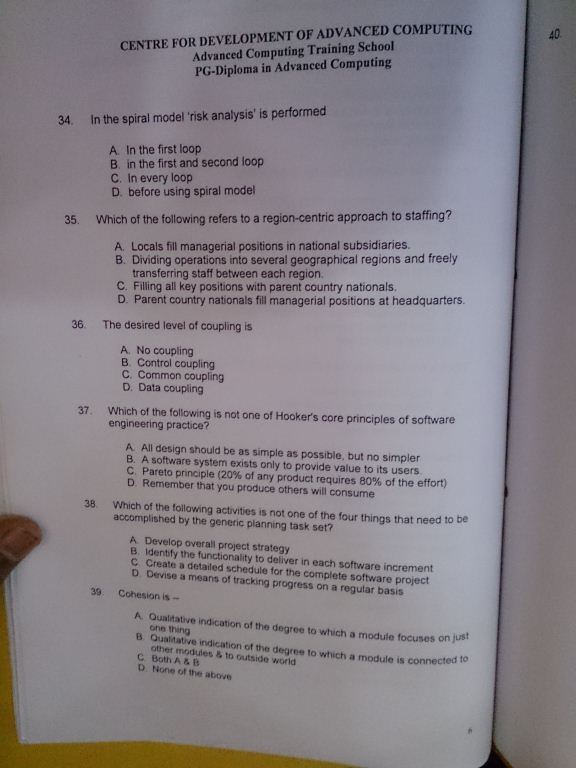 CENTRE FOR DEVELOPMENT OF ADVANCED COMPUTING
Advanced Computing Training School
PG-Diploma in Advanced Computing
40.
34. In the spiral model 'risk analysis' is performed
A. In the first loop
B. in the first and second loop
C. In every loop
D. before using spiral model
35. Which of the following refers to a region-centric approach to staffing?
A. Locals fill managerial positions in national subsidiaries.
B. Dividing operations into several geographical regions and freely
transferring staff between each region.
C. Filling all key positions with parent country nationals.
D. Parent country nationals fill managerial positions at headquarters.
36. The desired level of coupling is
A. No coupling
B. Control coupling
C. Common coupling
D. Data coupling
37. Which of the following is not one of Hooker's core principles of software
engineering practice?
A. All design should be as simple as possible, but no simpler
B. A software system exists only to provide value to its users.
C. Pareto principle (20% of any product requires 80% of the effort)
D. Remember that you produce others will consume
38. Which of the following activities is not one of the four things that need to be
accomplished by the generic planning task set?
A. Develop overall project strategy
B. Identify the functionality to deliver in each software increment
C. Create a detailed schedule for the complete software project
D. Devise a means of tracking progress on a regular basis
39. Cohesion is --
A. Qualitative indication of the degree to which a module focuses on just
one thing
B. Qualitative indication of the degree to which a module is connected to
other modules & to outside world
C. Both A & B
D. None of the above
6